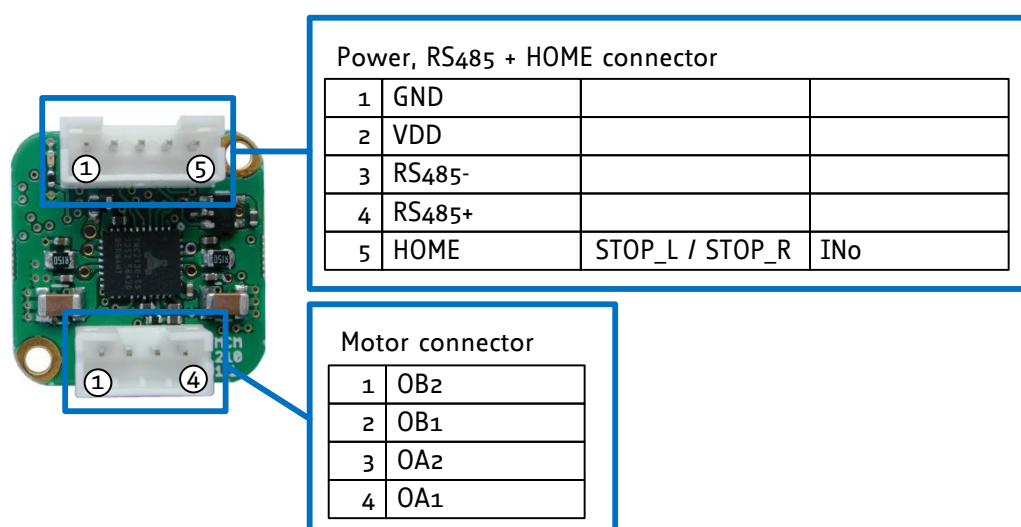 Power, RS485 + HOME connector
1 GND
2 VDD
3 RS485-
4 RS485+
5 HOME STOP_L / STOP_R IN0
1 5
1 4
Motor connector
1 OB2
2 OB1
3 OA2
4 OA1